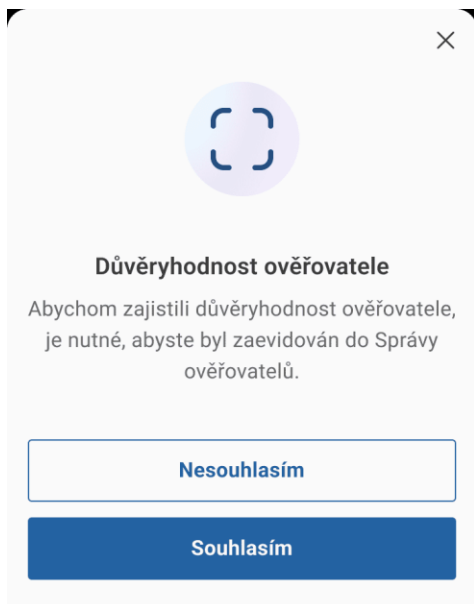 Důvěryhodnost ověřovatele
Abychom zajistili důvěryhodnost ověřovatele,
je nutné, abyste byl zaevidován do Správy
ověřovatelů.
Nesouhlasím
Souhlasím